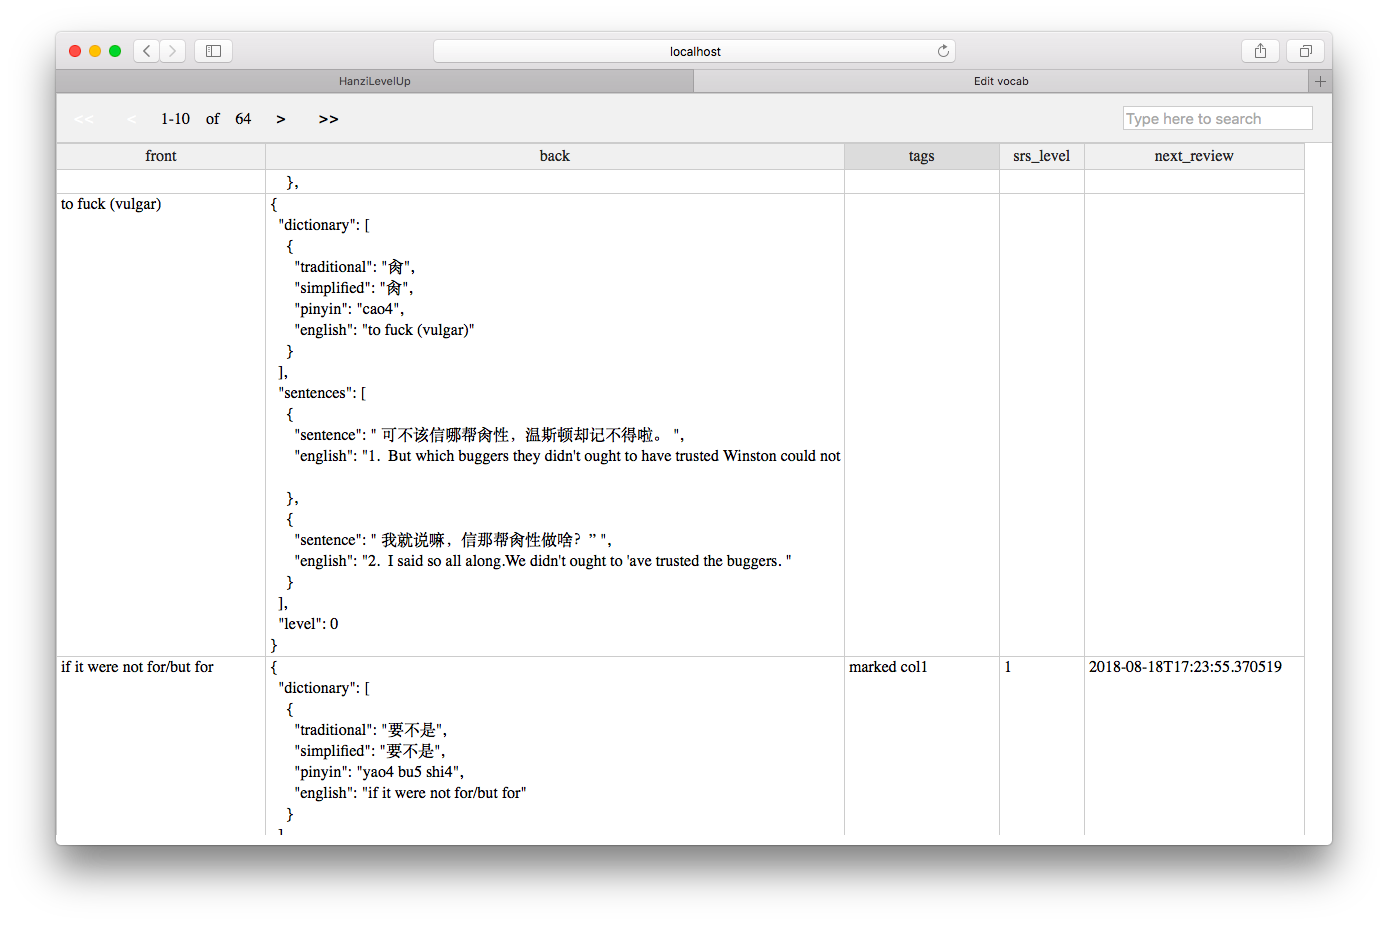 localhost
HanziLevelUp
Edit vocab
+
<< < 1-10 of 64 > >>
Type here to search
front back tags srs_level next_review
},
to fuck (vulgar)
{
"dictionary": [
{
"traditional": "肏",
"simplified": "肏",
"pinyin": "cao4",
"english": "to fuck (vulgar)"
}
],
"sentences": [
{
"sentence": " 可不该信哪帮肏性，温斯顿却记不得啦。 ",
"english": "1. But which buggers they didn't ought to have trusted Winston could not
},
{
"sentence": " 我就说嘛，信那帮肏性做啥？” ",
"english": "2. I said so all along.We didn't ought to 'ave trusted the buggers. "
}
],
"level": 0
}
if it were not for/but for
{
marked col1
1
2018-08-18T17:23:55.370519
"dictionary": [
{
"traditional": "要不是",
"simplified": "要不是",
"pinyin": "yao4 bu5 shi4",
"english": "if it were not for/but for"
}
]